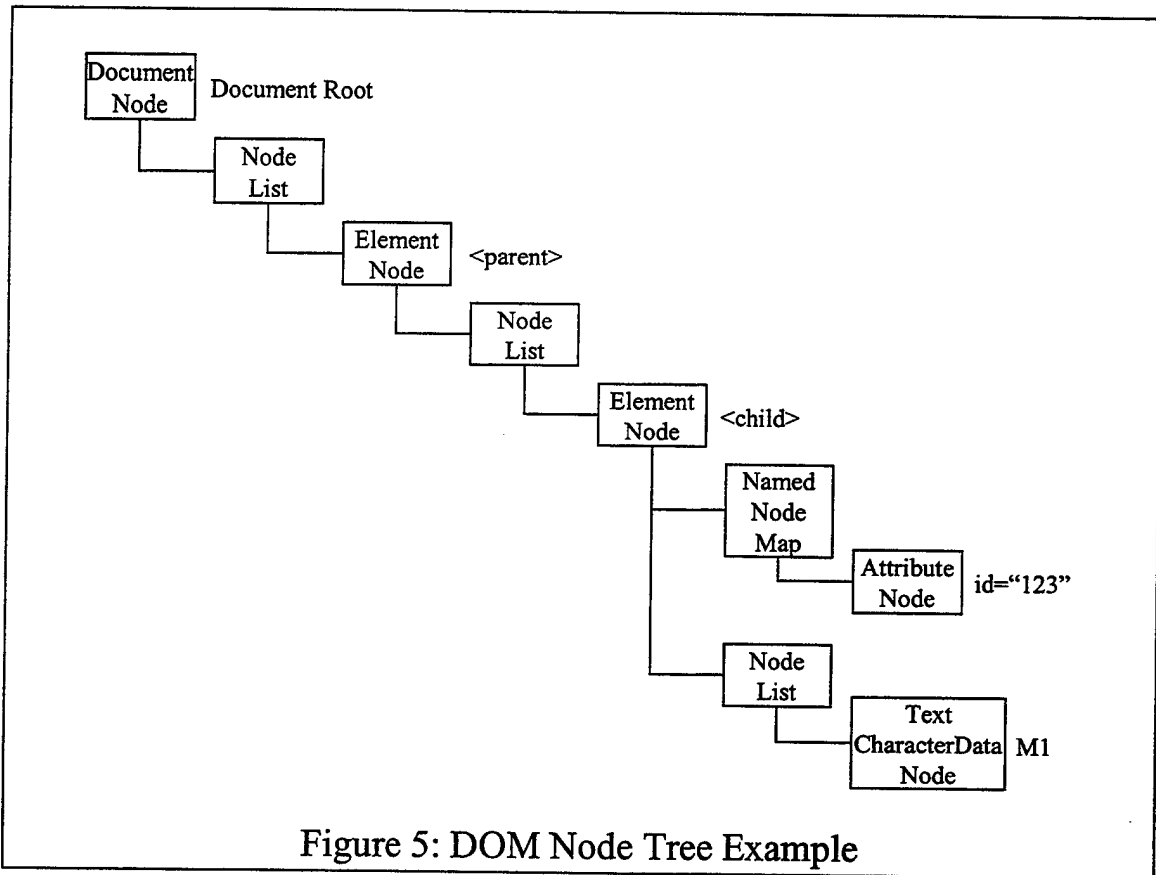 Document
Node
Document Root
Node
List
Element
Node
<parent>
Node
List
Element
Node
<child>
Named
Node
Map
Attribute
Node
id=“123”
Node
List
Text
CharacterData
Node
M1
Figure 5: DOM Node Tree Example